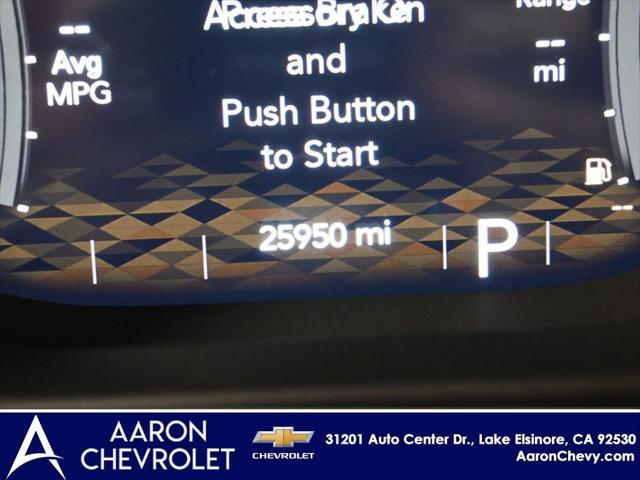 Range
and
Push Button
to Start
-- Avg MPG
-- mi
--
25950 mi P
AARON
CHEVROLET
CHEVROLET
31201 Auto Center Dr., Lake Elsinore, CA 92530
AaronChevy.com